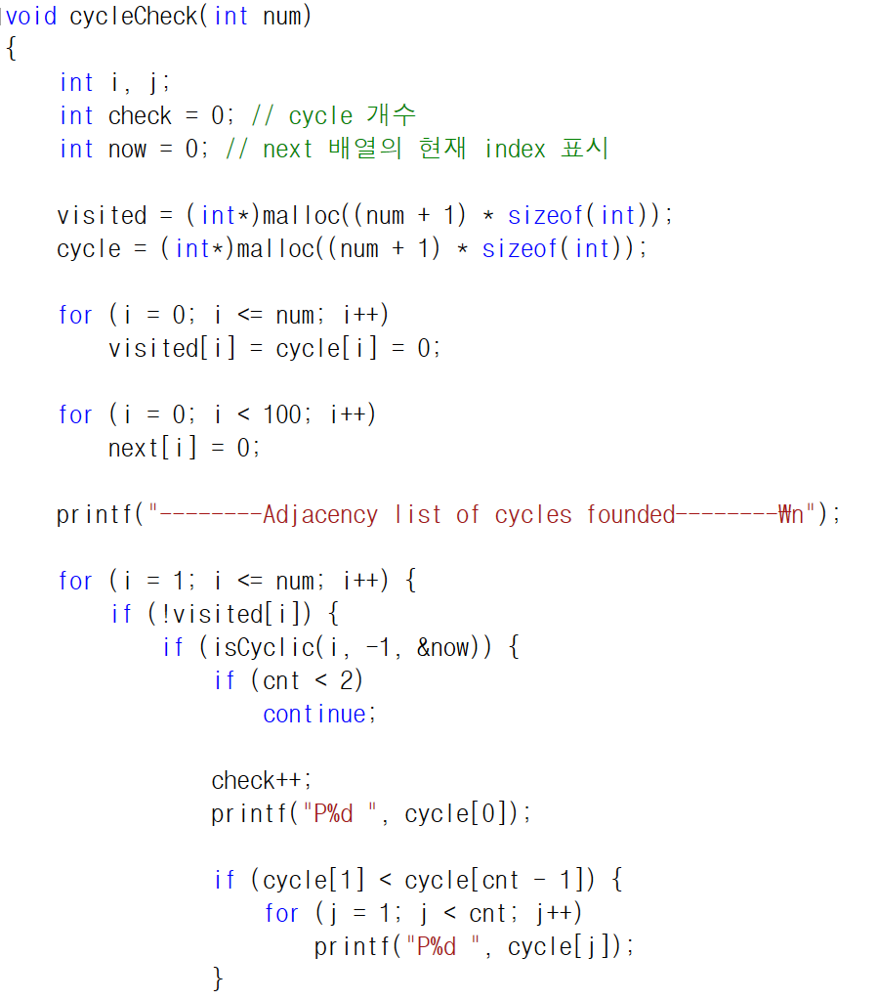 void cycleCheck(int num)
{
    int i, j;
    int check = 0; // cycle 개수
    int now = 0; // next 배열의 현재 index 표시

    visited = (int*)malloc((num + 1) * sizeof(int));
    cycle = (int*)malloc((num + 1) * sizeof(int));

    for (i = 0; i <= num; i++)
        visited[i] = cycle[i] = 0;

    for (i = 0; i < 100; i++)
        next[i] = 0;

    printf("--------Adjacency list of cycles founded--------₩n");

    for (i = 1; i <= num; i++) {
        if (!visited[i]) {
            if (isCyclic(i, -1, &now)) {
                if (cnt < 2)
                    continue;

                check++;
                printf("P%d ", cycle[0]);

                if (cycle[1] < cycle[cnt - 1]) {
                    for (j = 1; j < cnt; j++)
                        printf("P%d ", cycle[j]);
                }